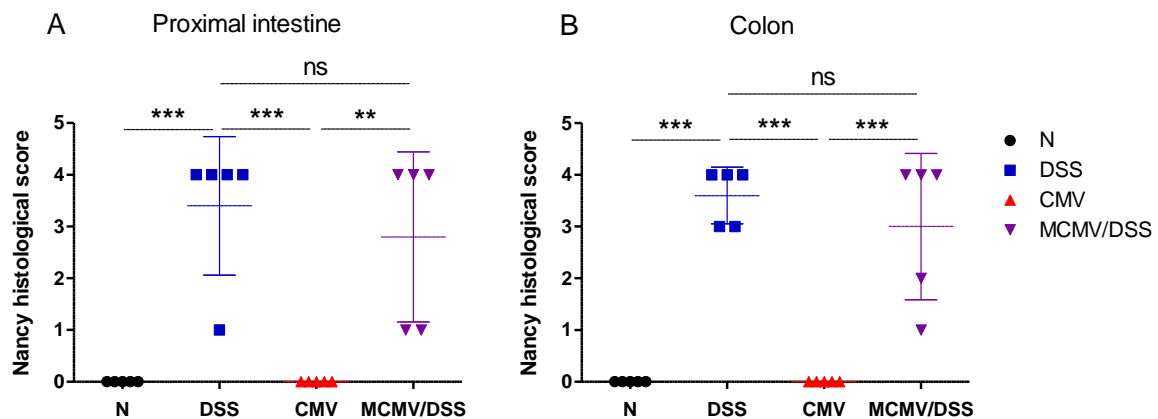 A Proximal intestine
ns
*** *** **
Nancy histological score
5
4
3
2
1
0
N DSS CMV MCMV/DSS
B Colon
ns
*** *** ***
Nancy histological score
5
4
3
2
1
0
N DSS CMV MCMV/DSS
N
DSS
CMV
MCMV/DSS